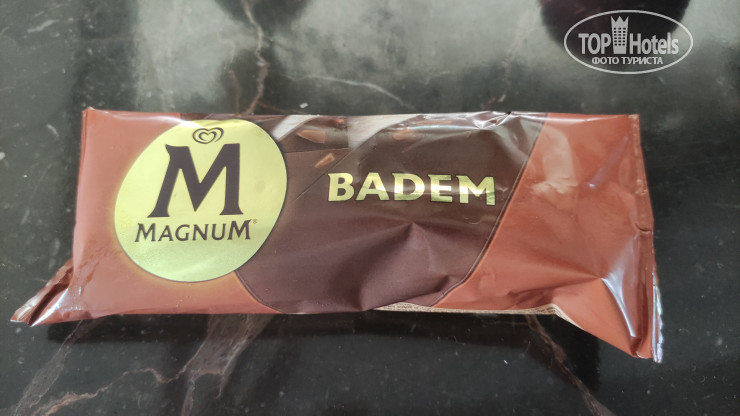 TOP Hotels
ФОТО ТУРИСТА
M
MAGNUM
BADEM